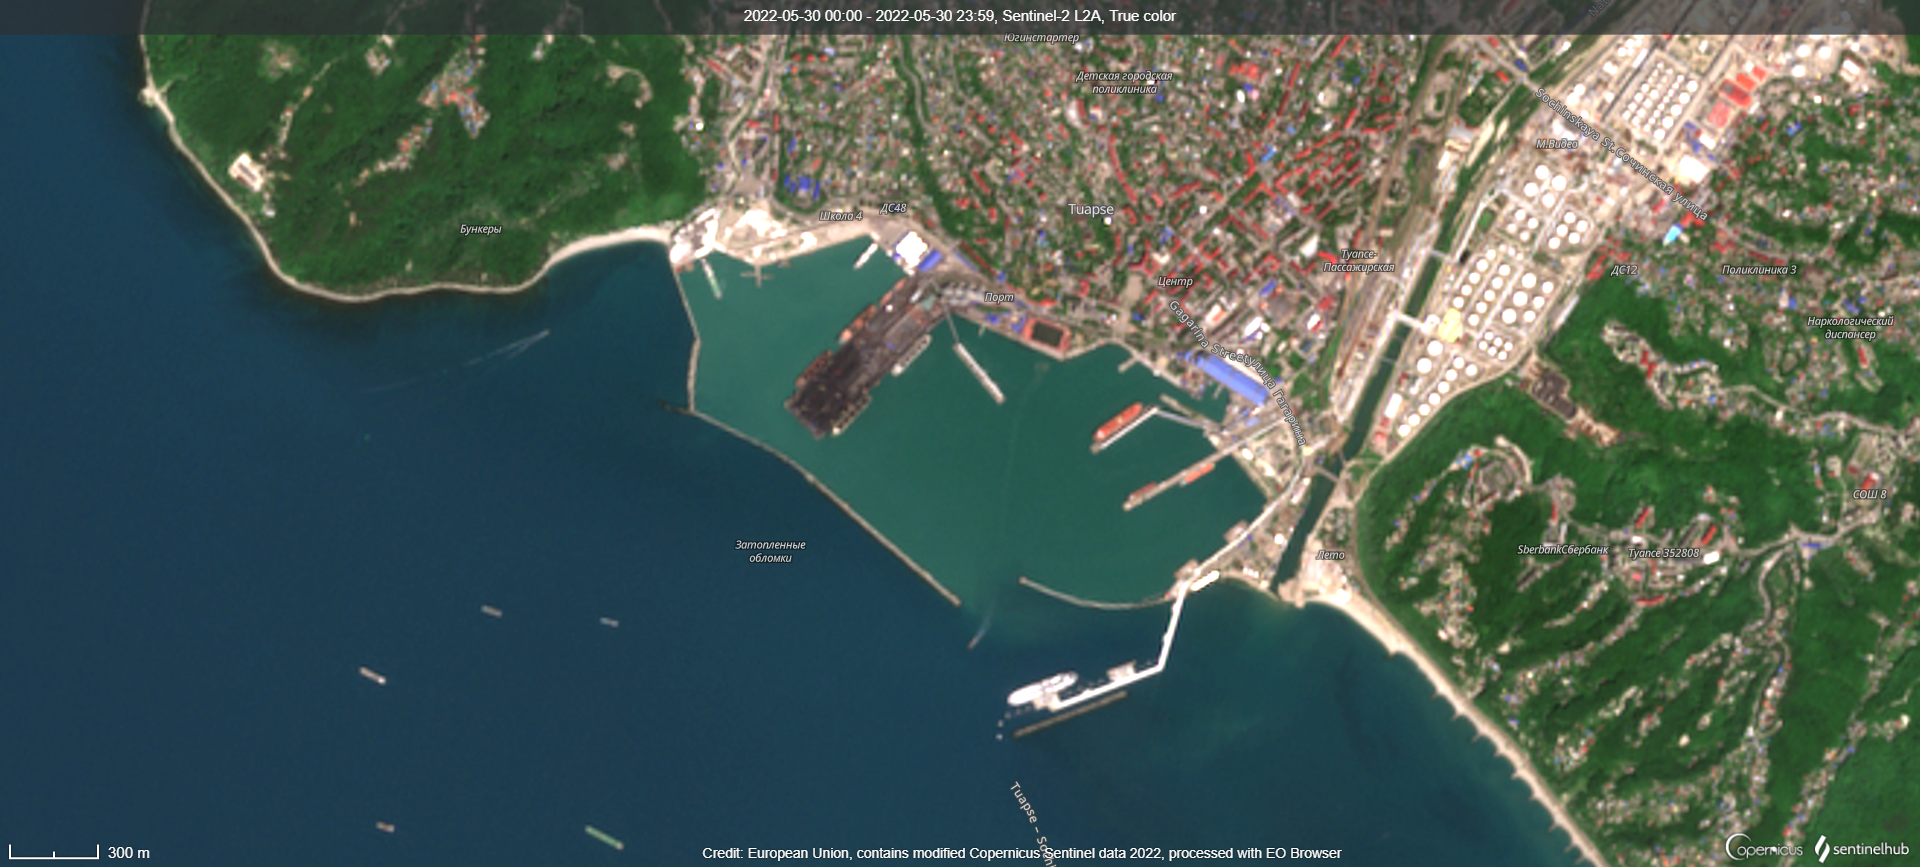 2022-05-30 00:00 - 2022-05-30 23:59, Sentinel-2 L2A, True color
Югинстартер
Детская городская
поликлиника
Sochinskaya St.Сочинская улица
М.Видео
Школа 4
ДС48
Tuapse
Бункеры
Туапсе-
Пассажирская
ДС12
Поликлиника 3
Центр
Порт
Gagarina Streetулица Гагарина
Наркологический
диспансер
СОШ 8
Затопленные
обломки
Лето
SberbankСбербанк
Туапсе 352808
Tuapse – Sochi
300 m
Credit: European Union, contains modified Copernicus Sentinel data 2022, processed with EO Browser
Copernicus
sentinelhub